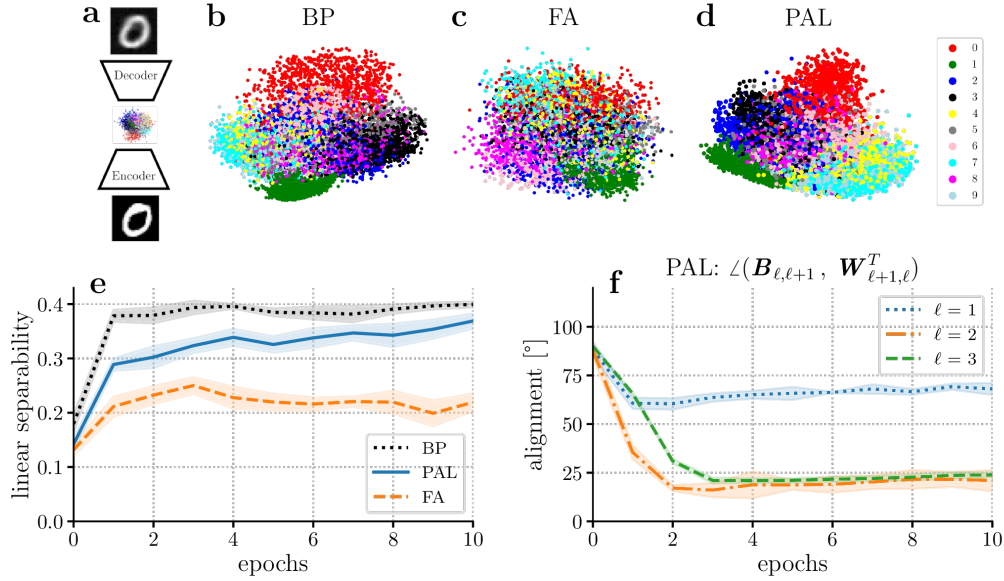 a
b
BP
c
FA
d
PAL
Decoder
Encoder
0
1
2
3
4
5
6
7
8
9
e
linear separability
0.4
0.3
0.2
0.1
0.0
0
2
4
6
8
10
epochs
BP
PAL
FA
f
PAL: ∠(B_{ℓ,ℓ+1} , W^T_{ℓ+1,ℓ})
alignment [°]
100
75
50
25
0
0
2
4
6
8
10
epochs
ℓ = 1
ℓ = 2
ℓ = 3